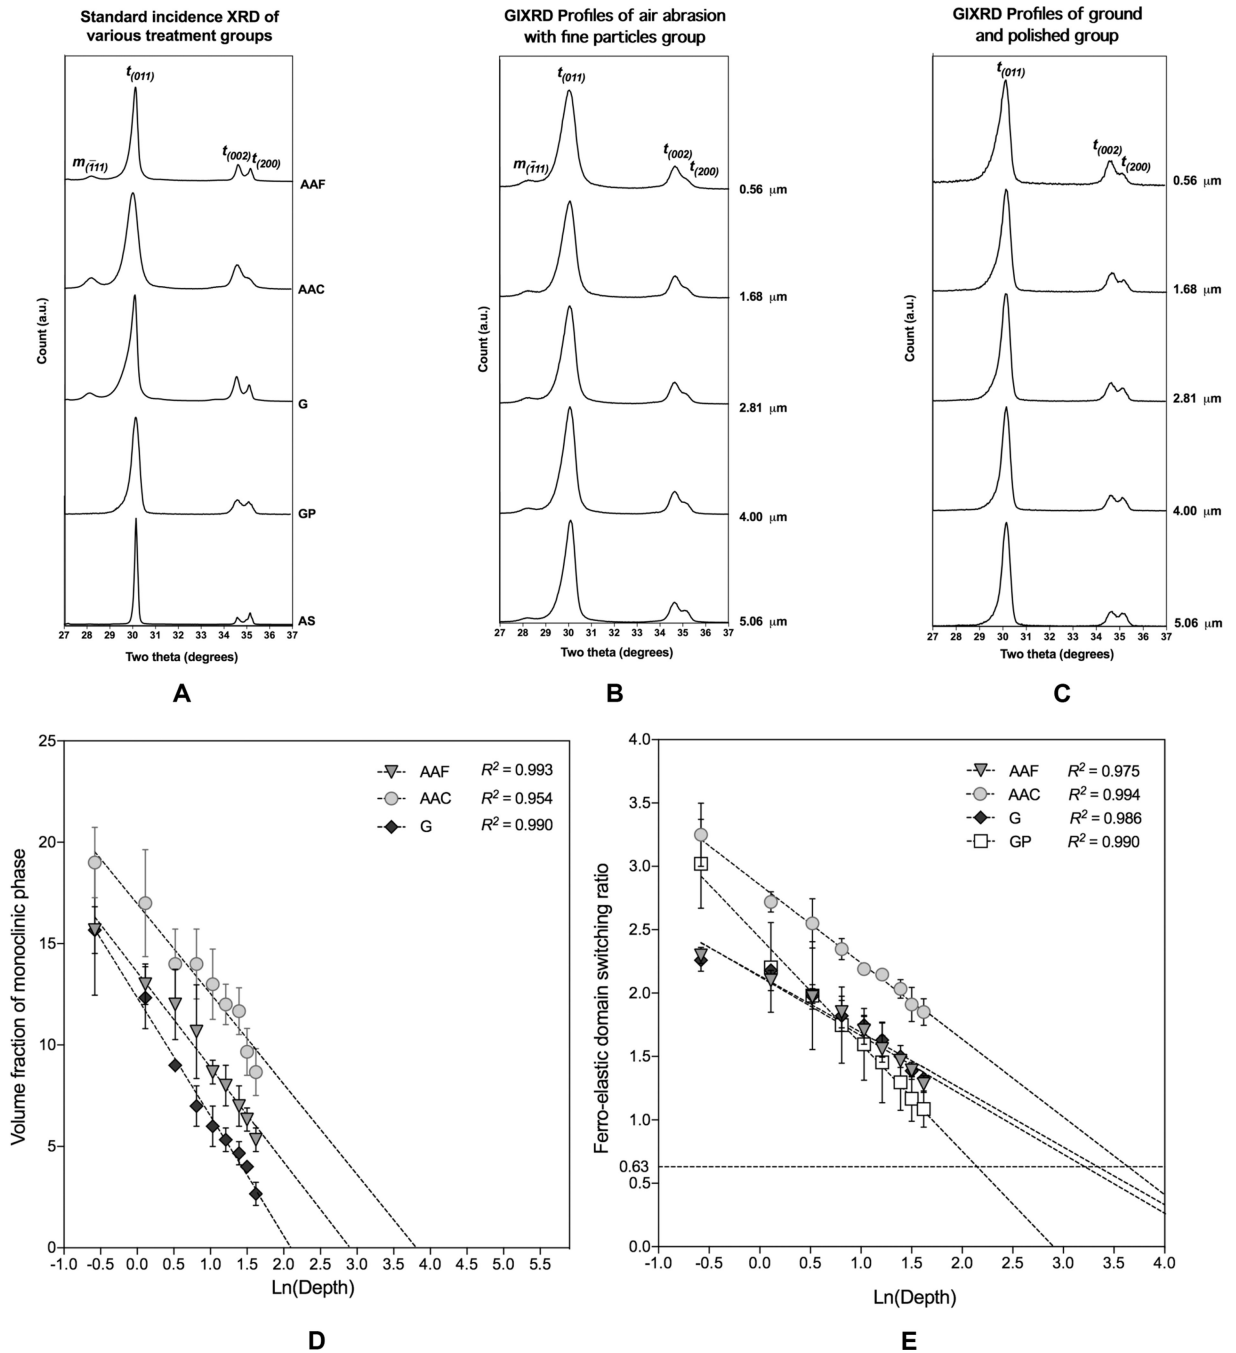 Standard incidence XRD of
various treatment groups
t(011)
m(1̅11)
t(002)
t(200)
AAF
AAC
G
GP
AS
Count (a.u.)
27 28 29 30 31 32 33 34 35 36 37
Two theta (degrees)
A
GIXRD Profiles of air abrasion
with fine particles group
t(011)
m(1̅11)
t(002)
t(200)
0.56 μm
1.68 μm
2.81 μm
4.00 μm
5.06 μm
Count (a.u.)
27 28 29 30 31 32 33 34 35 36 37
Two theta (degrees)
B
GIXRD Profiles of ground
and polished group
t(011)
t(002)
t(200)
0.56 μm
1.68 μm
2.81 μm
4.00 μm
5.06 μm
Count (a.u.)
27 28 29 30 31 32 33 34 35 36 37
Two theta (degrees)
C
Volume fraction of monoclinic phase
25
20
15
10
5
0
AAF R² = 0.993
AAC R² = 0.954
G R² = 0.990
-1.0 -0.5 0.0 0.5 1.0 1.5 2.0 2.5 3.0 3.5 4.0 4.5 5.0 5.5
Ln(Depth)
D
Ferro-elastic domain switching ratio
4.0
3.5
3.0
2.5
2.0
1.5
1.0
0.63
0.5
0.0
AAF R² = 0.975
AAC R² = 0.994
G R² = 0.986
GP R² = 0.990
-1.0 -0.5 0.0 0.5 1.0 1.5 2.0 2.5 3.0 3.5 4.0
Ln(Depth)
E